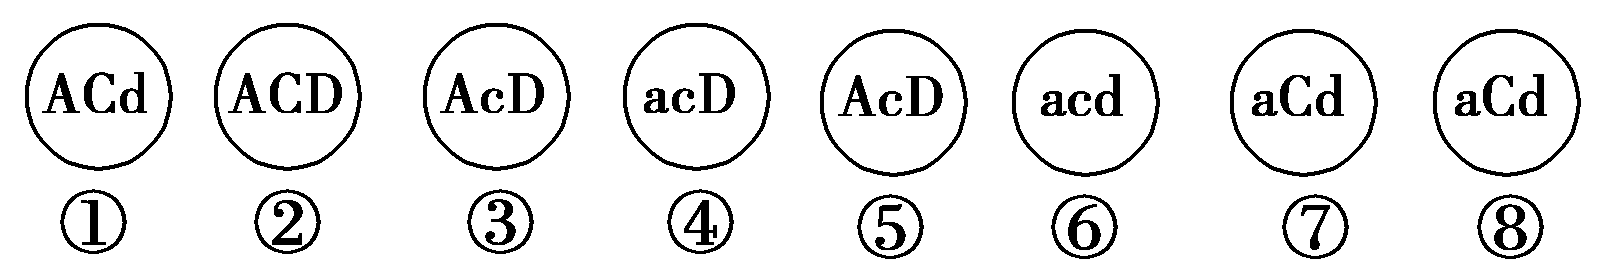 ACd ACD AcD acD AcD acd aCd aCd
① ② ③ ④ ⑤ ⑥ ⑦ ⑧